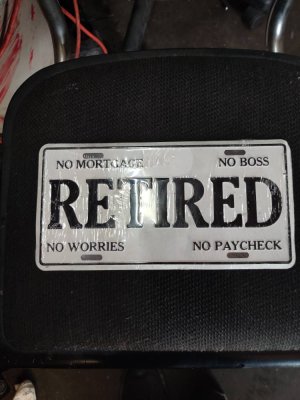 NO MORTGAGE NO BOSS
RETIRED
NO WORRIES NO PAYCHECK